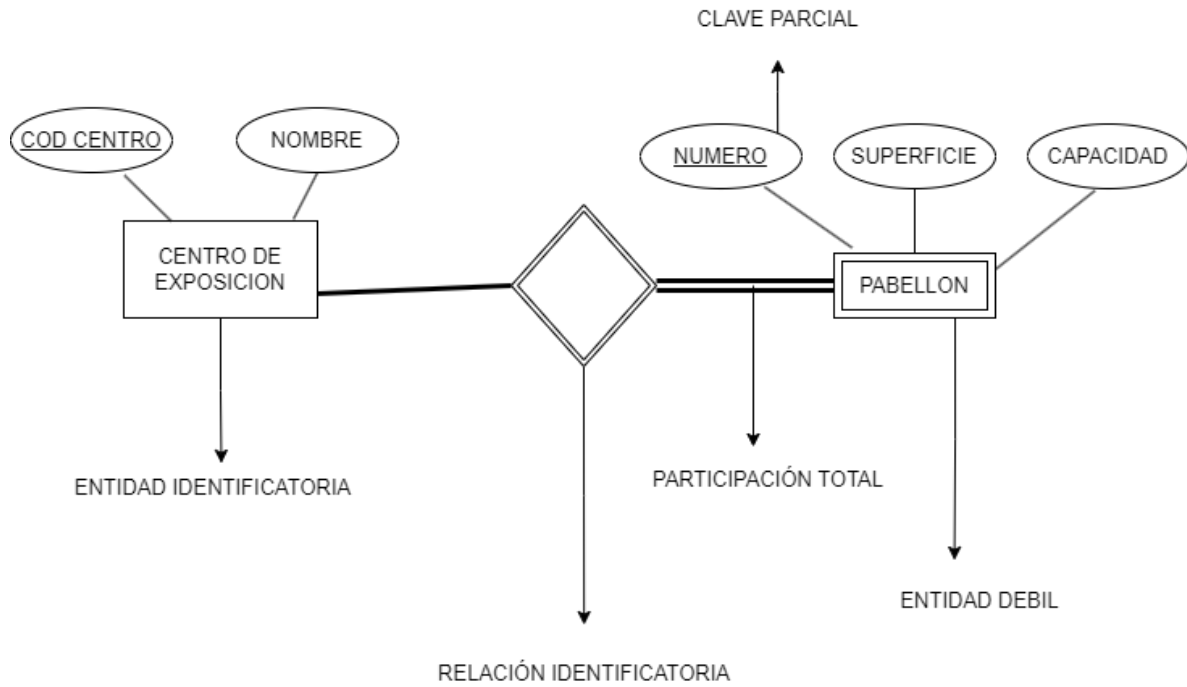 CLAVE PARCIAL
COD CENTRO
NOMBRE
NUMERO
SUPERFICIE
CAPACIDAD
CENTRO DE
EXPOSICION
PABELLON
ENTIDAD IDENTIFICATORIA
PARTICIPACIÓN TOTAL
ENTIDAD DEBIL
RELACIÓN IDENTIFICATORIA